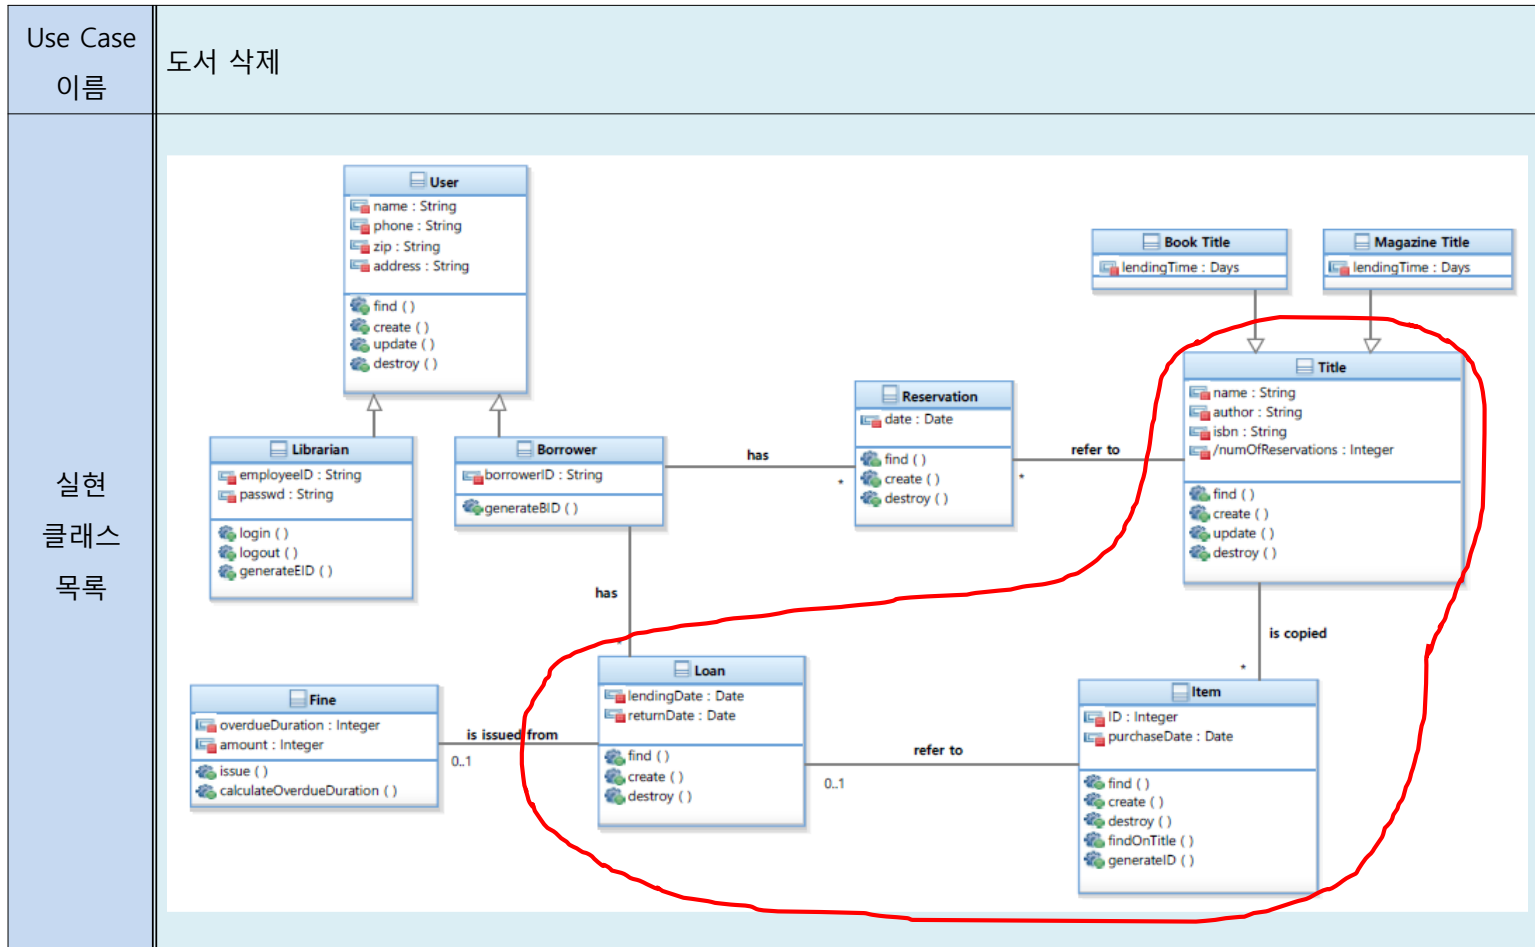 Use Case
이름
도서 삭제
실현
클래스
목록
User
name : String
phone : String
zip : String
address : String
find ( )
create ( )
update ( )
destroy ( )
Book Title
lendingTime : Days
Magazine Title
lendingTime : Days
Title
name : String
author : String
isbn : String
/numOfReservations : Integer
find ( )
create ( )
update ( )
destroy ( )
Reservation
date : Date
find ( )
create ( )
destroy ( )
Librarian
employeeID : String
passwd : String
login ( )
logout ( )
generateEID ( )
Borrower
borrowerID : String
generateBID ( )
has
*
refer to
*
has
*
is copied
*
Loan
lendingDate : Date
returnDate : Date
find ( )
create ( )
destroy ( )
Fine
overdueDuration : Integer
amount : Integer
issue ( )
calculateOverdueDuration ( )
is issued from
0..1
refer to
0..1
Item
ID : Integer
purchaseDate : Date
find ( )
create ( )
destroy ( )
findOnTitle ( )
generateID ( )